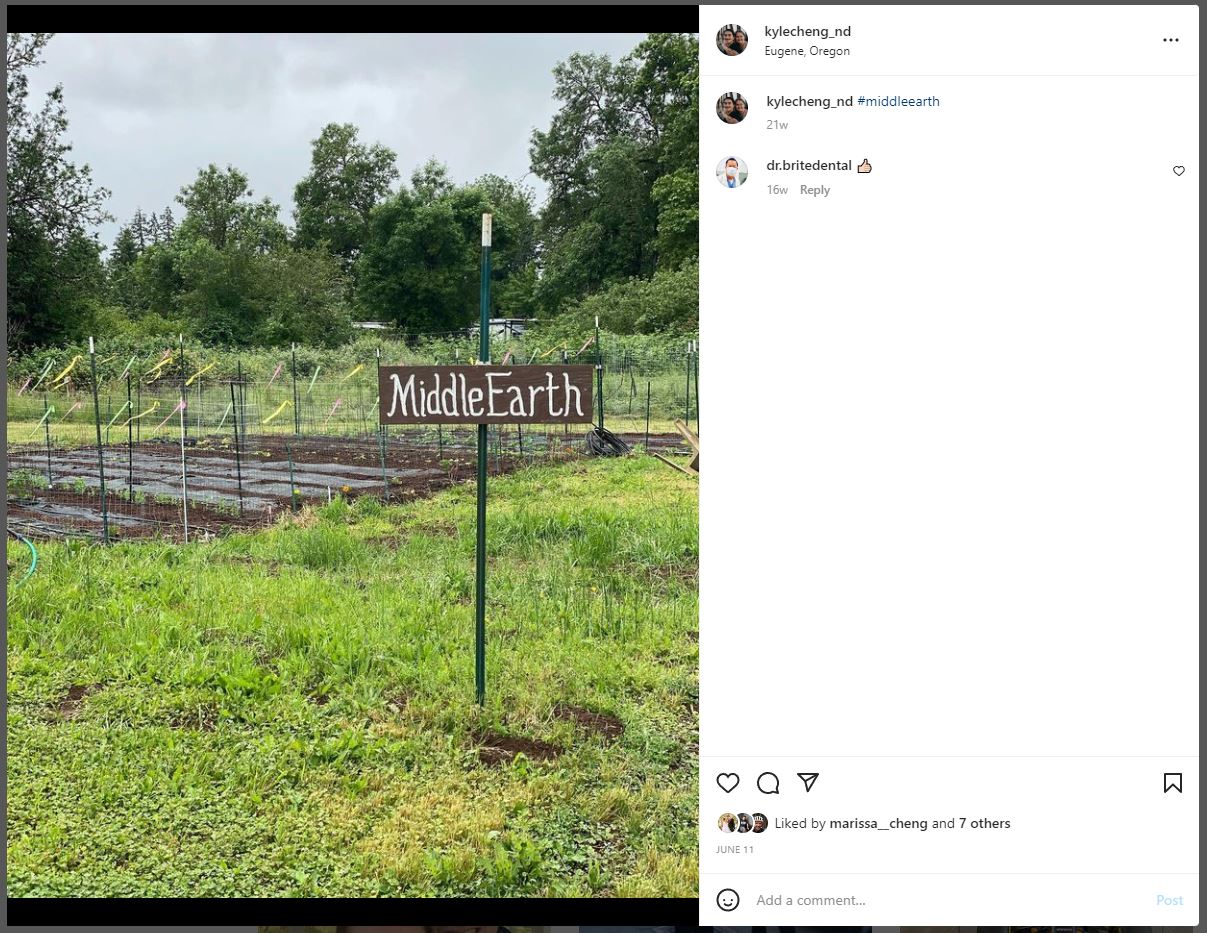 MiddleEarth
kylecheng_nd
Eugene, Oregon
kylecheng_nd #middleearth
21w
dr.britedental 👍🏻
16w Reply
Liked by marissa__cheng and 7 others
JUNE 11
Add a comment...
Post